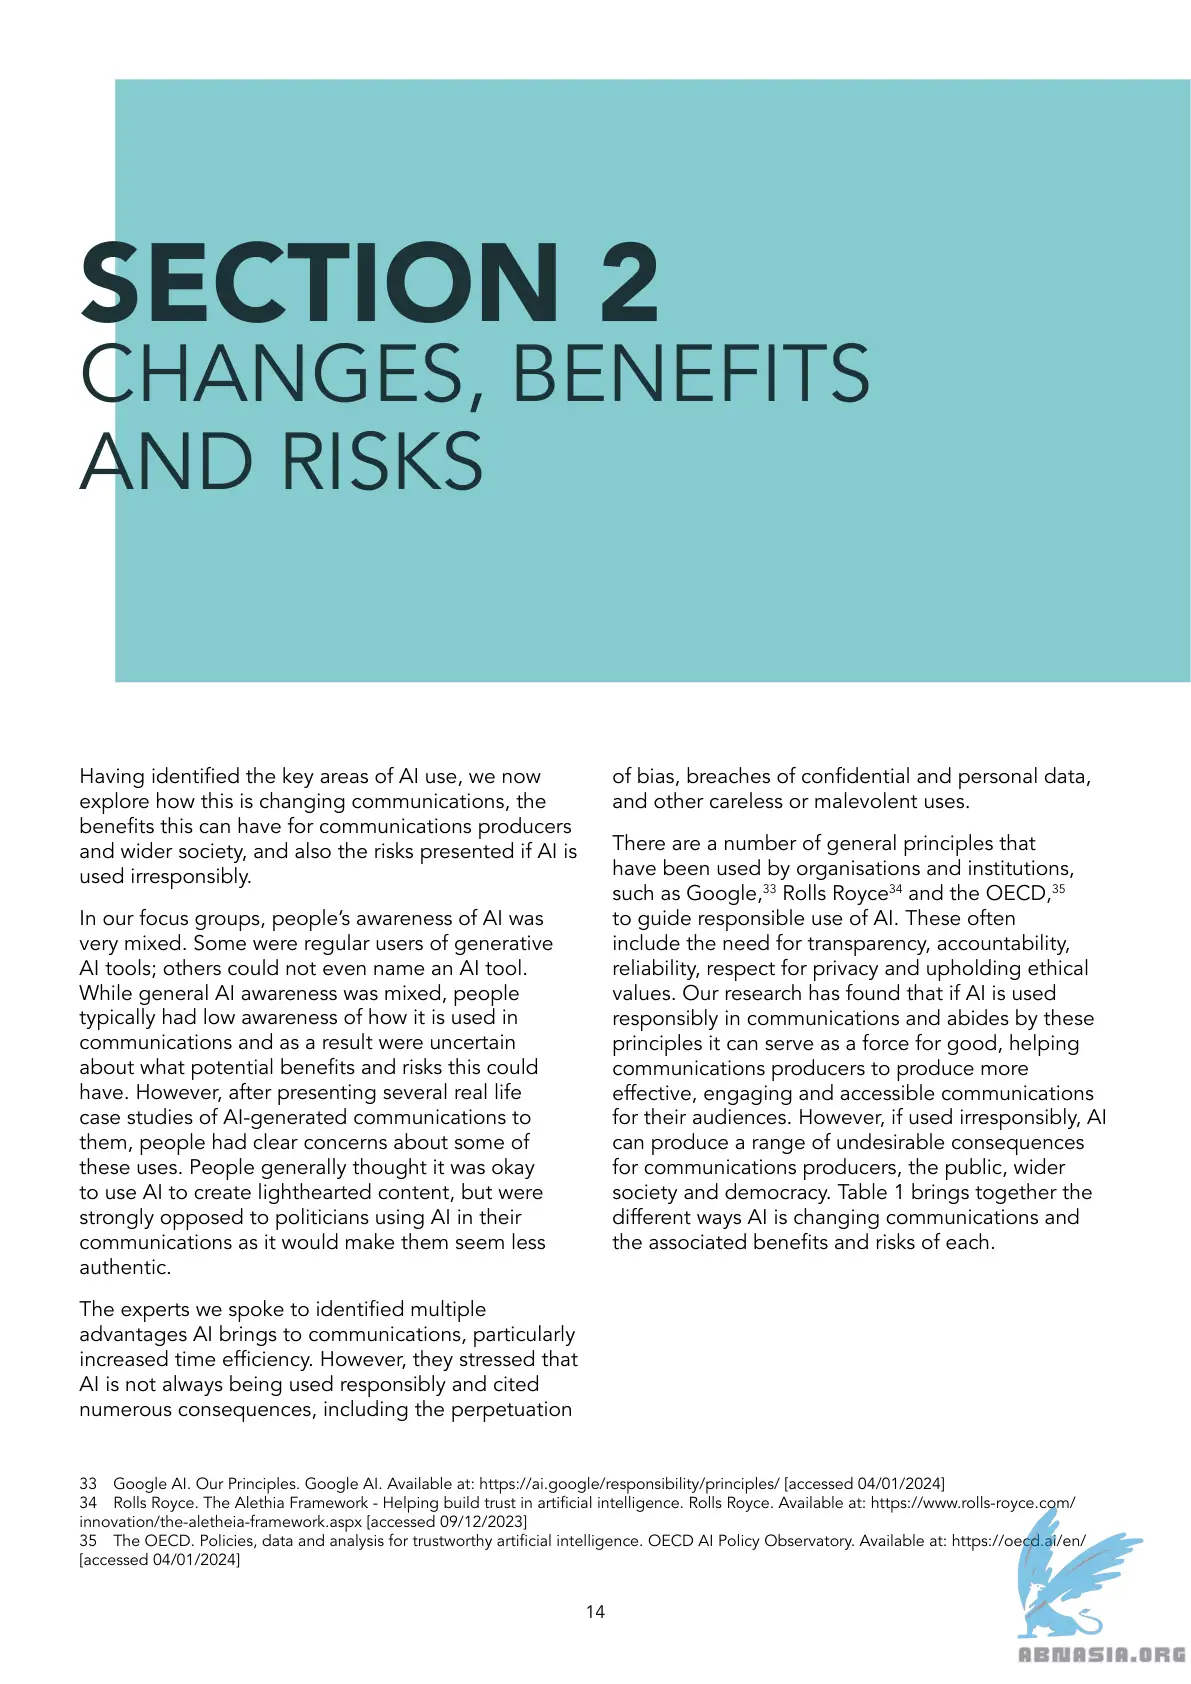 SECTION 2
CHANGES, BENEFITS
AND RISKS
Having identified the key areas of AI use, we now
explore how this is changing communications, the
benefits this can have for communications producers
and wider society, and also the risks presented if AI is
used irresponsibly.
In our focus groups, people’s awareness of AI was
very mixed. Some were regular users of generative
AI tools; others could not even name an AI tool.
While general AI awareness was mixed, people
typically had low awareness of how it is used in
communications and as a result were uncertain
about what potential benefits and risks this could
have. However, after presenting several real life
case studies of AI-generated communications to
them, people had clear concerns about some of
these uses. People generally thought it was okay
to use AI to create lighthearted content, but were
strongly opposed to politicians using AI in their
communications as it would make them seem less
authentic.
The experts we spoke to identified multiple
advantages AI brings to communications, particularly
increased time efficiency. However, they stressed that
AI is not always being used responsibly and cited
numerous consequences, including the perpetuation
of bias, breaches of confidential and personal data,
and other careless or malevolent uses.
There are a number of general principles that
have been used by organisations and institutions,
such as Google,33 Rolls Royce34 and the OECD,35
to guide responsible use of AI. These often
include the need for transparency, accountability,
reliability, respect for privacy and upholding ethical
values. Our research has found that if AI is used
responsibly in communications and abides by these
principles it can serve as a force for good, helping
communications producers to produce more
effective, engaging and accessible communications
for their audiences. However, if used irresponsibly, AI
can produce a range of undesirable consequences
for communications producers, the public, wider
society and democracy. Table 1 brings together the
different ways AI is changing communications and
the associated benefits and risks of each.
33 Google AI. Our Principles. Google AI. Available at: https://ai.google/responsibility/principles/ [accessed 04/01/2024]
34 Rolls Royce. The Alethia Framework - Helping build trust in artificial intelligence. Rolls Royce. Available at: https://www.rolls-royce.com/
innovation/the-aletheia-framework.aspx [accessed 09/12/2023]
35 The OECD. Policies, data and analysis for trustworthy artificial intelligence. OECD AI Policy Observatory. Available at: https://oecd.ai/en/
[accessed 04/01/2024]
14
ABNASIA.ORG